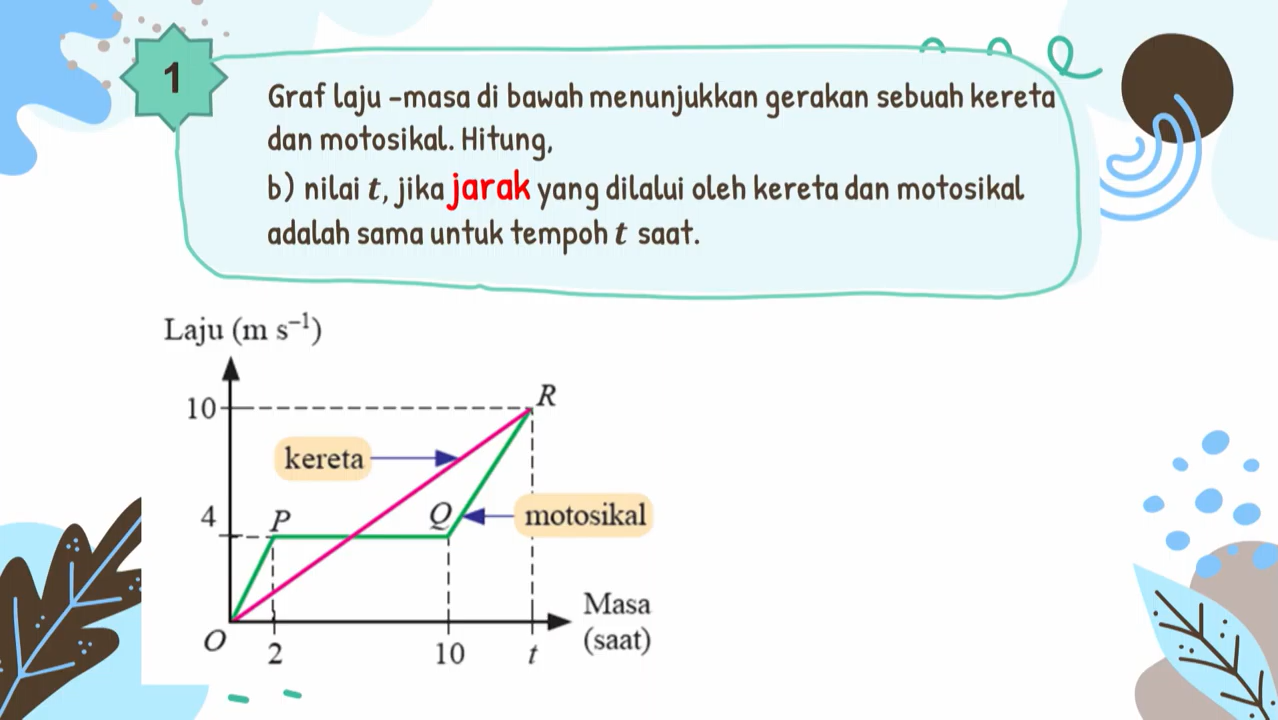 1
Graf laju -masa di bawah menunjukkan gerakan sebuah kereta
dan motosikal. Hitung,
b) nilai t, jika jarak yang dilalui oleh kereta dan motosikal
adalah sama untuk tempoh t saat.
Laju (m s⁻¹)
R
10
kereta
4
P
Q
motosikal
Masa
(saat)
O
2
10
t